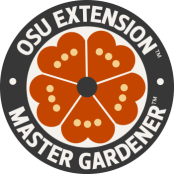 OSU EXTENSION™
MASTER GARDENER™